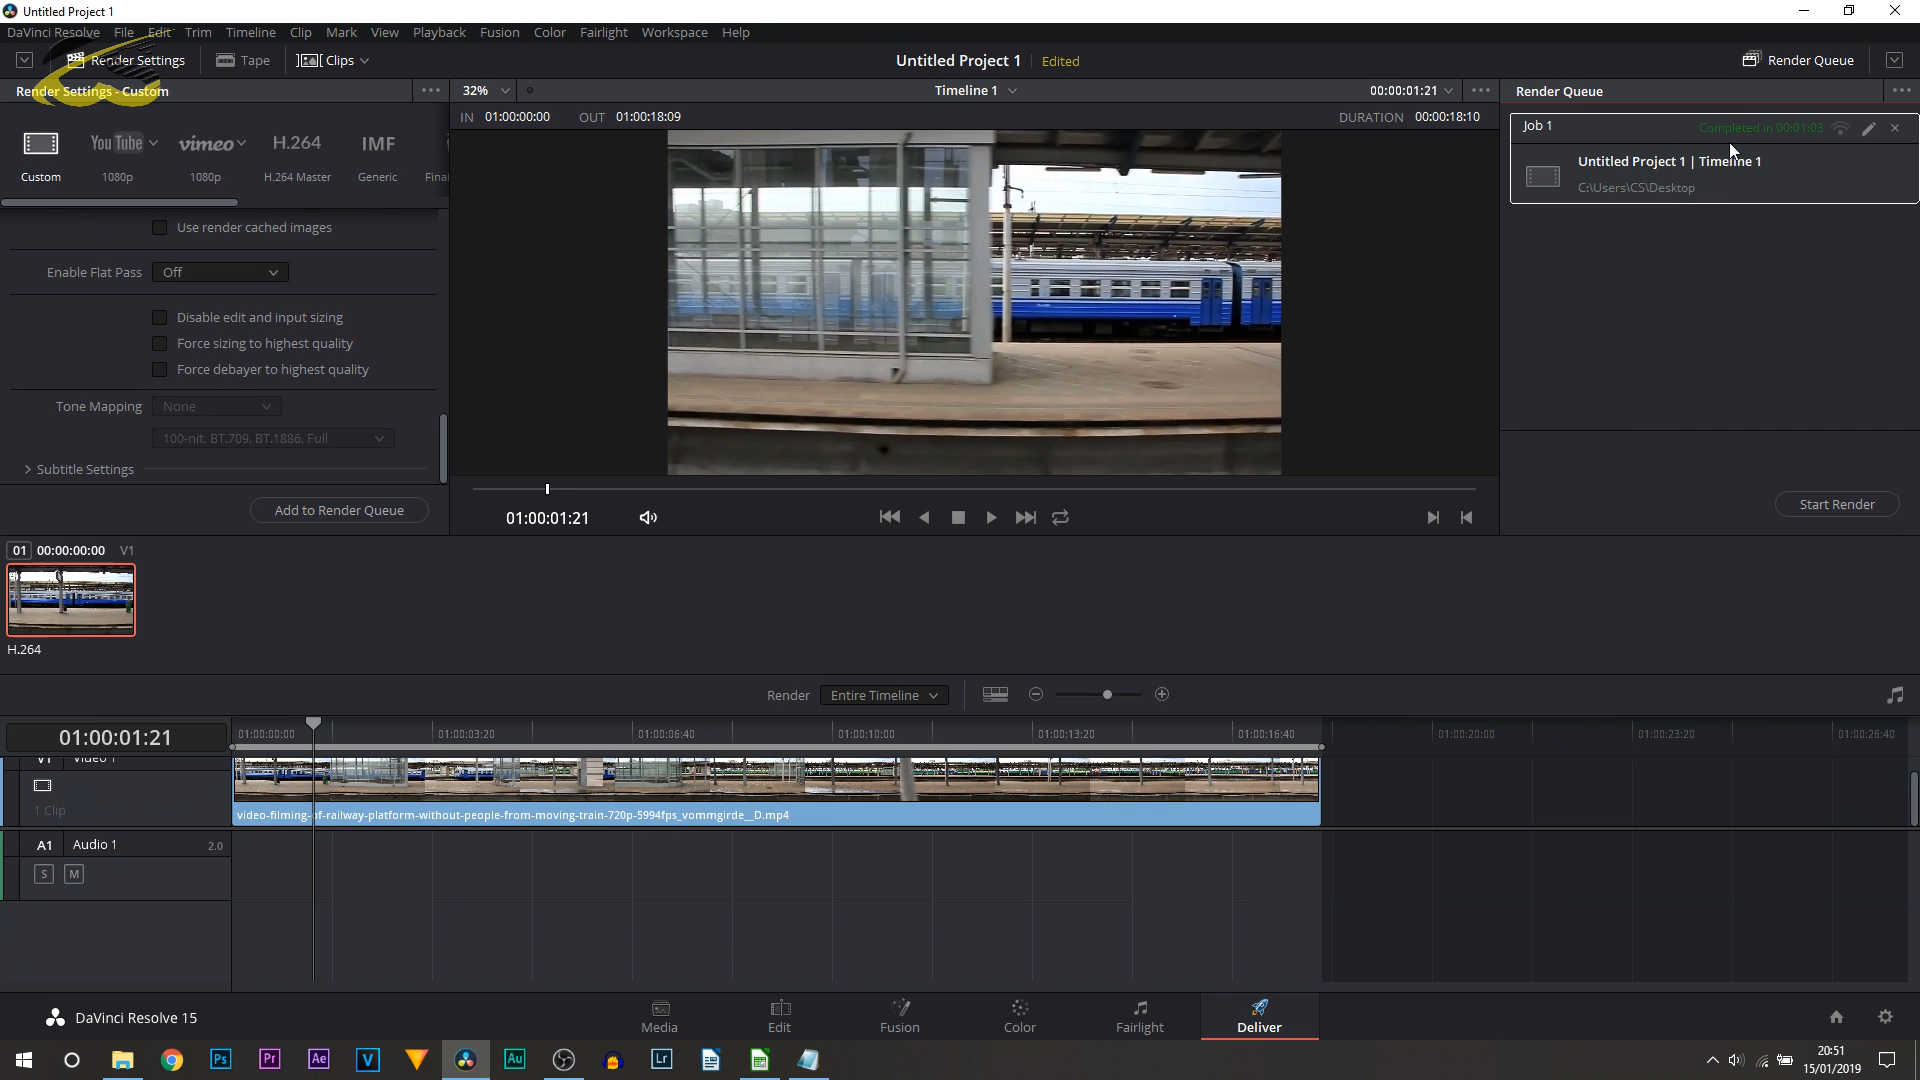 Untitled Project 1
DaVinci Resolve File Edit Trim Timeline Clip Mark View Playback Fusion Color Fairlight Workspace Help
Render Settings Tape Clips Untitled Project 1 Edited Render Queue
Render Settings - Custom 32% Timeline 1 00:00:01:21 Render Queue
IN 01:00:00:00 OUT 01:00:18:09 DURATION 00:00:18:10
Job 1 Completed in 00:01:03
Untitled Project 1 | Timeline 1
C:\Users\CS\Desktop
YouTube vimeo H.264 IMF
Custom 1080p 1080p H.264 Master Generic Final
Use render cached images
Enable Flat Pass Off
Disable edit and input sizing
Force sizing to highest quality
Force debayer to highest quality
Tone Mapping None
100-nit, BT.709, BT.1886, Full
Subtitle Settings
Add to Render Queue
01:00:01:21
Start Render
01 00:00:00:00 V1
H.264
Render Entire Timeline
01:00:01:21
01:00:00:00 01:00:03:20 01:00:06:40 01:00:10:00 01:00:13:20 01:00:16:40 01:00:20:00 01:00:23:20 01:00:26:40
V1 Video 1
1 Clip
video-filming-of-railway-platform-without-people-from-moving-train-720p-5994fps_vommgirde__D.mp4
A1 Audio 1 2.0
S M
DaVinci Resolve 15
Media Edit Fusion Color Fairlight Deliver
Ps Pr Ae V Au Lr
20:51
15/01/2019